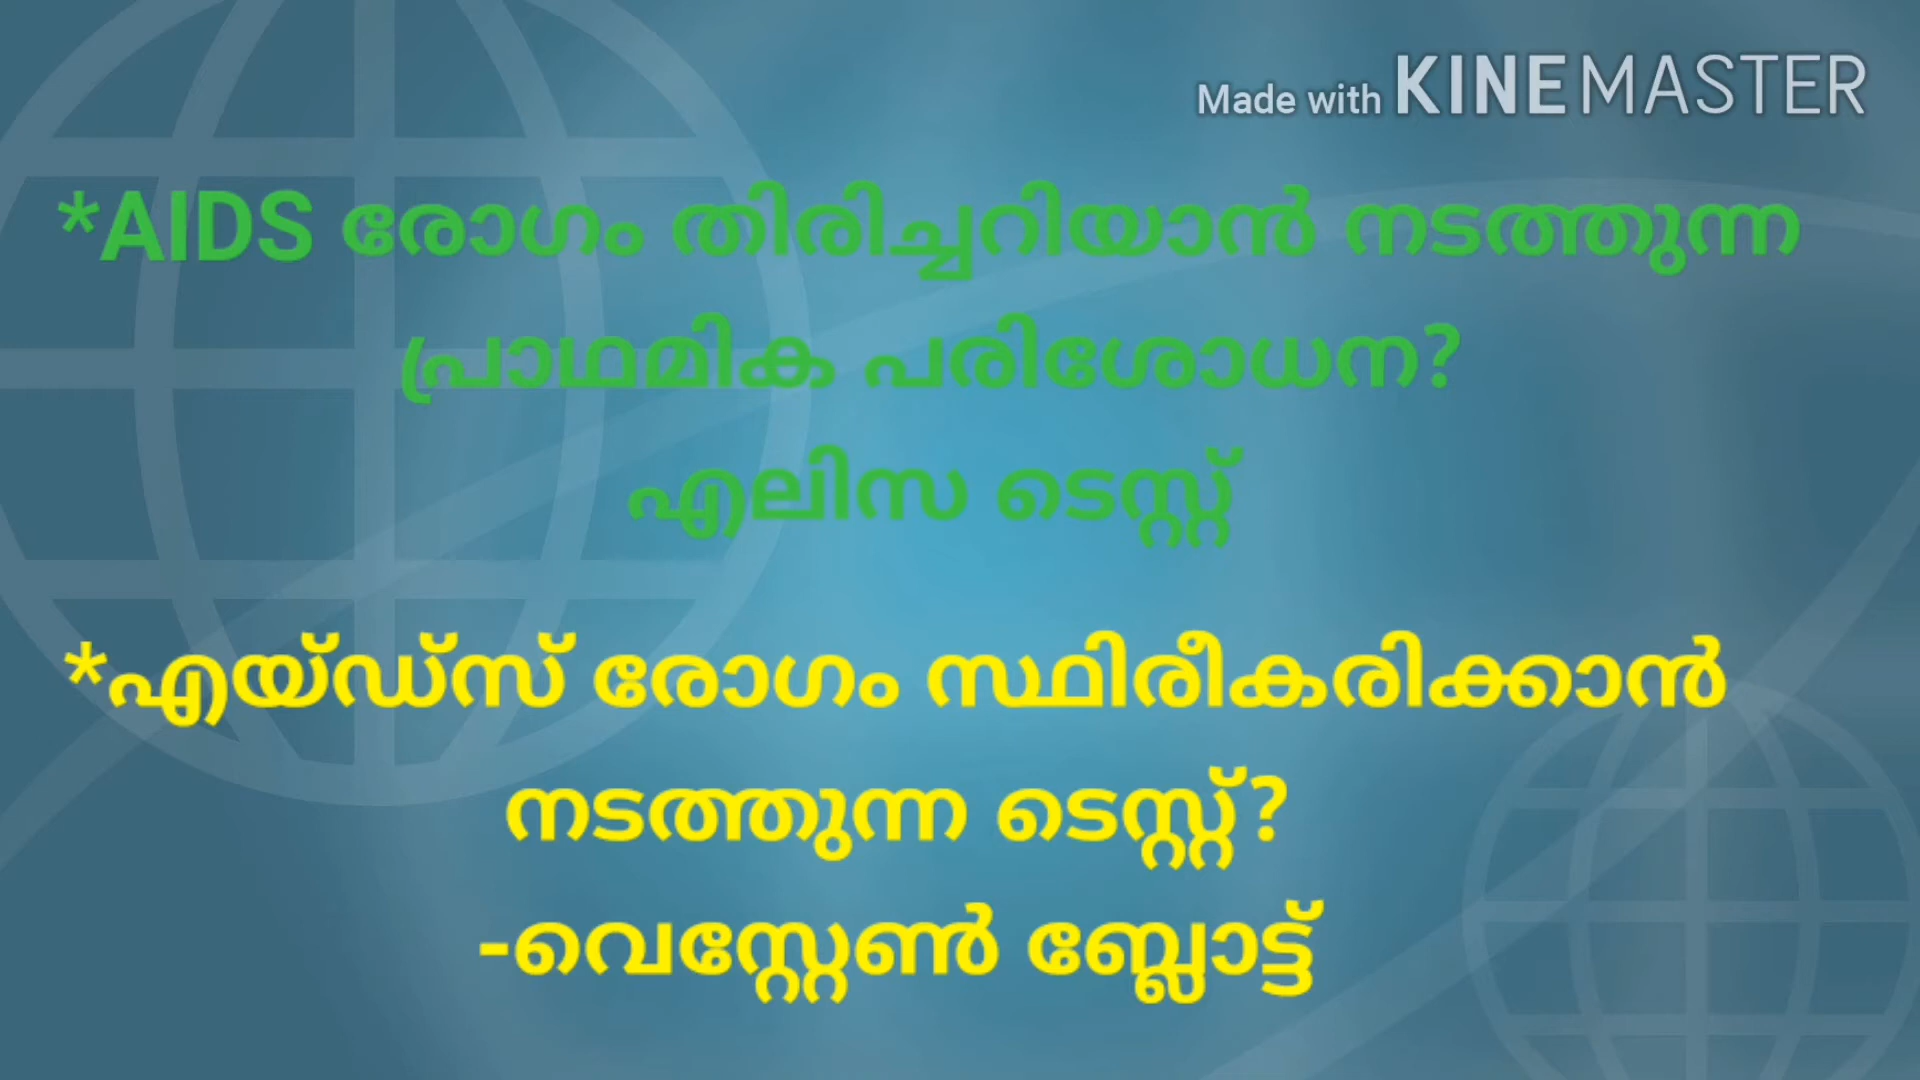 Made with KINEMASTER
*AIDS രോഗം തിരിച്ചറിയാൻ നടത്തുന്ന
പ്രാഥമിക പരിശോധന?
എലിസ ടെസ്റ്റ്
*എയ്ഡ്സ് രോഗം സ്ഥിരീകരിക്കാൻ
നടത്തുന്ന ടെസ്റ്റ്?
-വെസ്റ്റേൺ ബ്ലോട്ട്